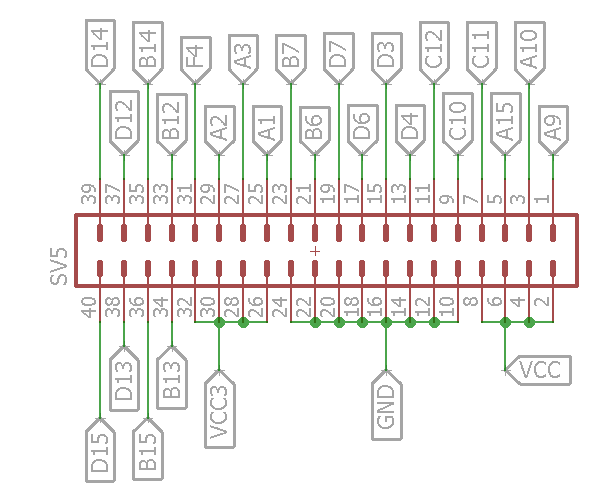 D14 B14 F4 A3 B7 D7 D3 C12 C11 A10
D12 B12 A2 A1 B6 D6 D4 C10 A15 A9
39 37 35 33 31 29 27 25 23 21 19 17 15 13 11 9 7 5 3 1
SV5
40 38 36 34 32 30 28 26 24 22 20 18 16 14 12 10 8 6 4 2
D13 B13 VCC3 GND VCC
D15 B15